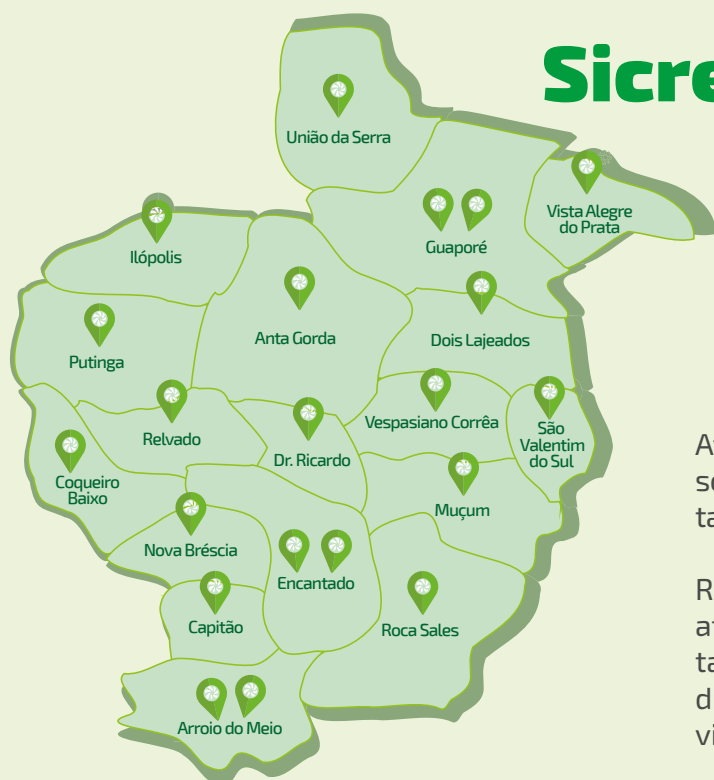 Sicre
União da Serra
Vista Alegre
do Prata
Guaporé
Ilópolis
Anta Gorda
Dois Lajeados
Putinga
Vespasiano Corrêa
São
Valentim
do Sul
Relvado
Dr. Ricardo
Coqueiro
Baixo
Muçum
Nova Bréscia
Encantado
Capitão
Roca Sales
Arroio do Meio